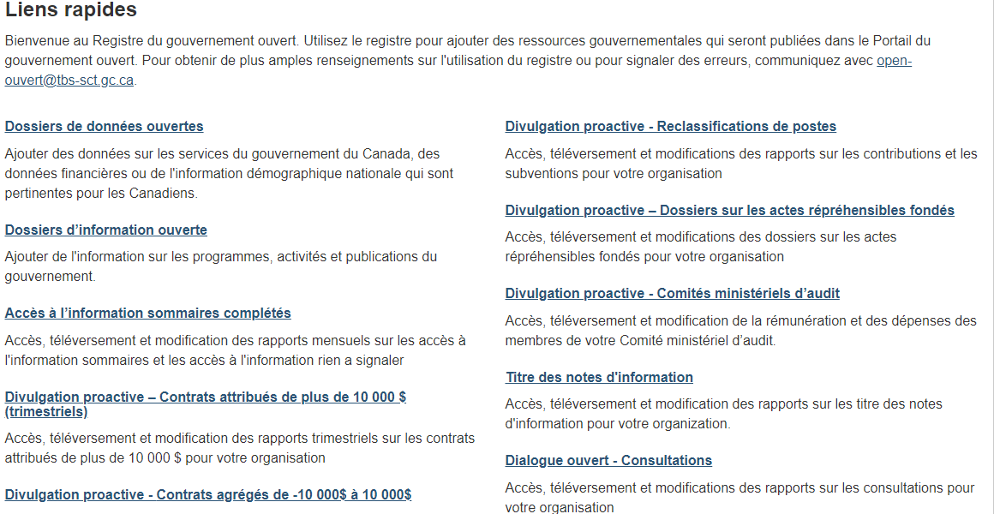 Liens rapides
Bienvenue au Registre du gouvernement ouvert. Utilisez le registre pour ajouter des ressources gouvernementales qui seront publiées dans le Portail du
gouvernement ouvert. Pour obtenir de plus amples renseignements sur l'utilisation du registre ou pour signaler des erreurs, communiquez avec open-
ouvert@tbs-sct.gc.ca.
Dossiers de données ouvertes
Ajouter des données sur les services du gouvernement du Canada, des
données financières ou de l'information démographique nationale qui sont
pertinentes pour les Canadiens.
Dossiers d’information ouverte
Ajouter de l'information sur les programmes, activités et publications du
gouvernement.
Accès à l’information sommaires complétés
Accès, téléversement et modification des rapports mensuels sur les accès à
l'information sommaires et les accès à l'information rien a signaler
Divulgation proactive – Contrats attribués de plus de 10 000 $
(trimestriels)
Accès, téléversement et modification des rapports trimestriels sur les contrats
attribués de plus de 10 000 $ pour votre organisation
Divulgation proactive - Contrats agrégés de -10 000$ à 10 000$
Divulgation proactive - Reclassifications de postes
Accès, téléversement et modifications des rapports sur les contributions et les
subventions pour votre organisation
Divulgation proactive – Dossiers sur les actes répréhensibles fondés
Accès, téléversement et modifications des dossiers sur les actes
répréhensibles fondés pour votre organisation
Divulgation proactive - Comités ministériels d’audit
Accès, téléversement et modification de la rémunération et des dépenses des
membres de votre Comité ministériel d’audit.
Titre des notes d'information
Accès, téléversement et modification des rapports sur les titre des notes
d'information pour votre organization.
Dialogue ouvert - Consultations
Accès, téléversement et modifications des rapports sur les consultations pour
votre organisation